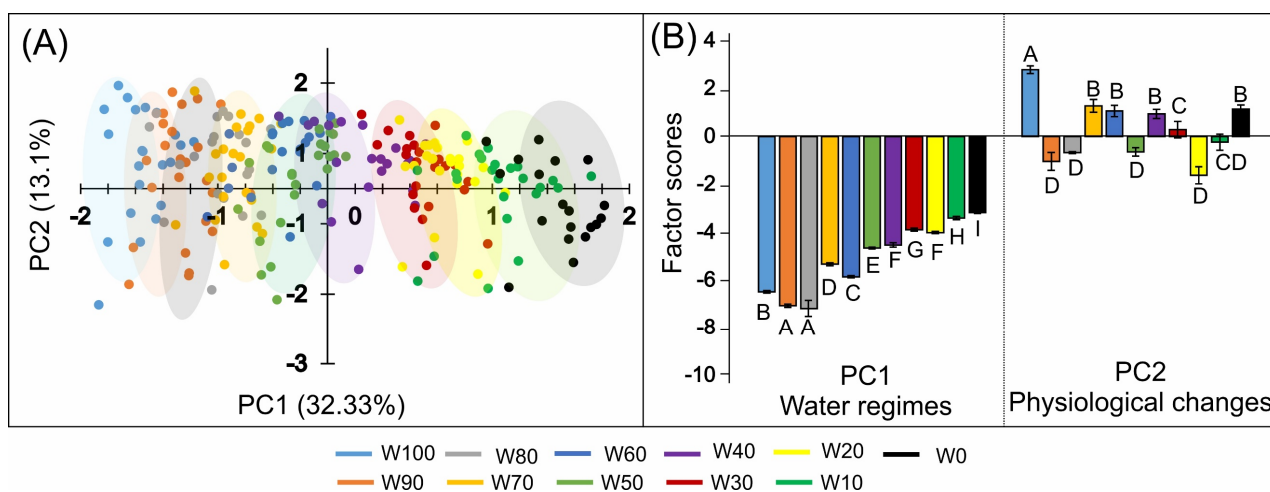 (A)
2
1
-2
-1
0
1
2
-1
-2
-3
PC2 (13.1%)
PC1 (32.33%)
(B)
4
2
0
-2
-4
-6
-8
-10
Factor scores
B
A
A
D
C
E
F
G
F
H
I
PC1
Water regimes
A
D
D
B
B
D
B
C
D
CD
B
PC2
Physiological changes
W100 W80 W60 W40 W20 W0
W90 W70 W50 W30 W10